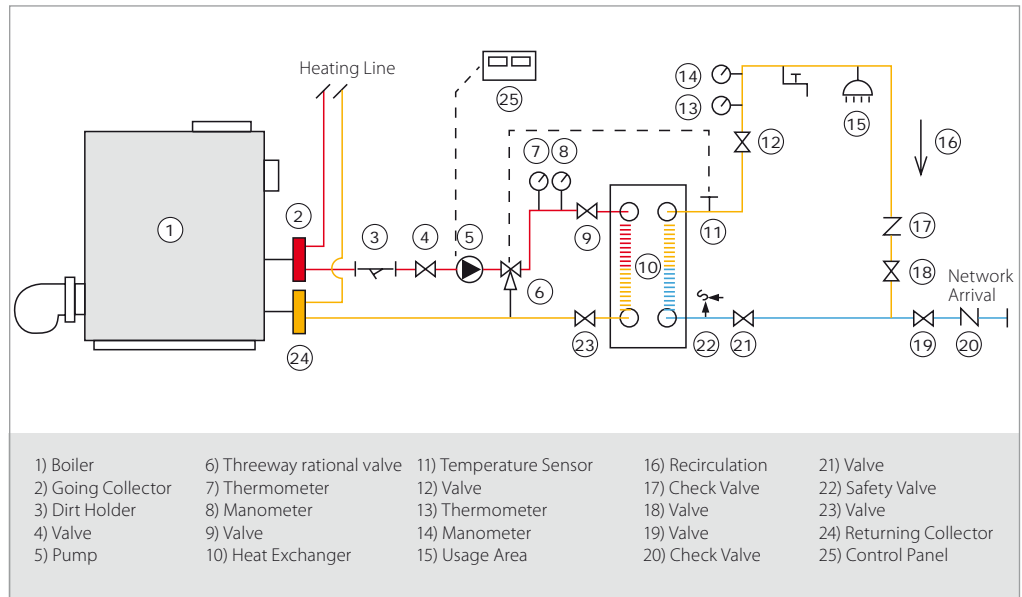 Heating Line
25
14
13
12
15
16
7
8
1
2
3
4
5
6
9
10
11
17
18
Network
Arrival
24
23
22
21
19
20
1) Boiler
2) Going Collector
3) Dirt Holder
4) Valve
5) Pump
6) Threeway rational valve
7) Thermometer
8) Manometer
9) Valve
10) Heat Exchanger
11) Temperature Sensor
12) Valve
13) Thermometer
14) Manometer
15) Usage Area
16) Recirculation
17) Check Valve
18) Valve
19) Valve
20) Check Valve
21) Valve
22) Safety Valve
23) Valve
24) Returning Collector
25) Control Panel